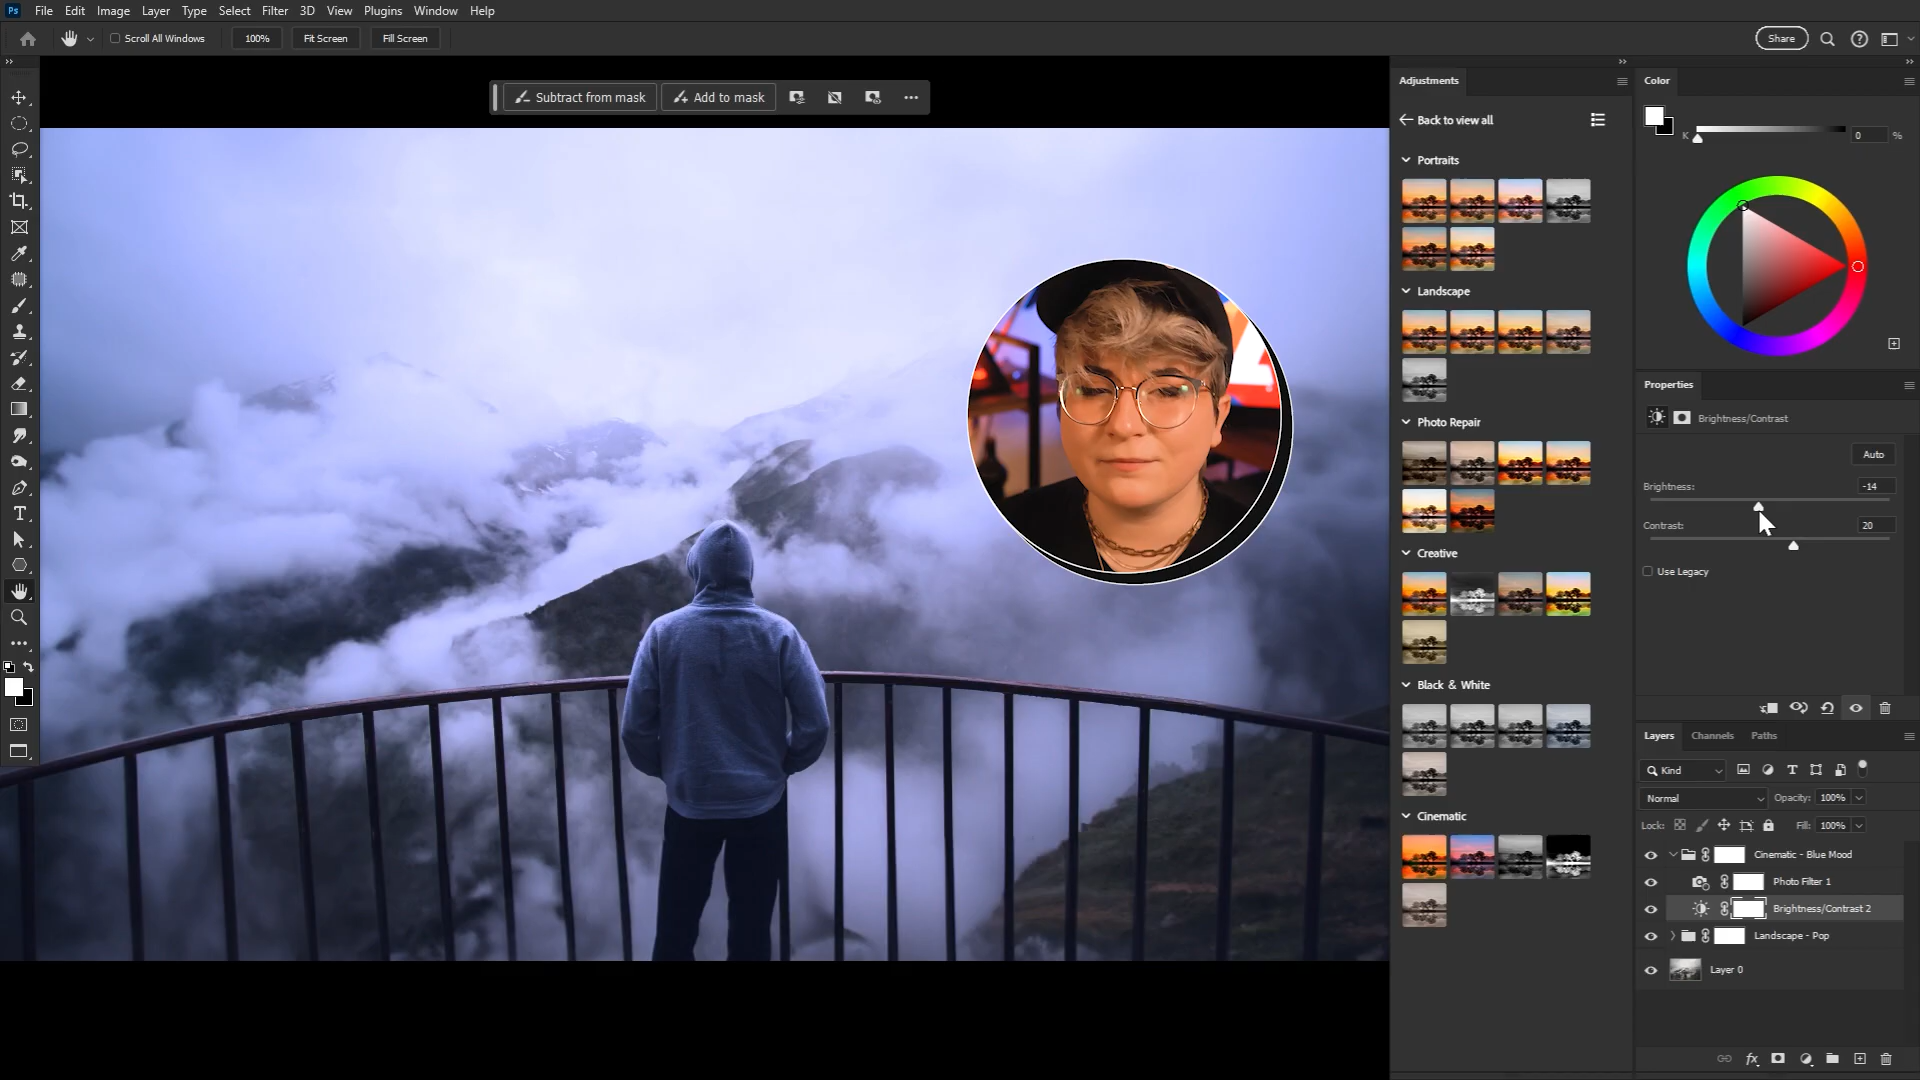 Ps File Edit Image Layer Type Select Filter 3D View Plugins Window Help
Scroll All Windows 100% Fit Screen Fill Screen Share
Subtract from mask Add to mask
Adjustments
Back to view all
Portraits
Landscape
Photo Repair
Creative
Black & White
Cinematic
Color
K 0 %
Properties
Brightness/Contrast
Auto
Brightness: -14
Contrast: 20
Use Legacy
Layers Channels Paths
Kind
Normal Opacity: 100%
Lock: Fill: 100%
Cinematic - Blue Mood
Photo Filter 1
Brightness/Contrast 2
Landscape - Pop
Layer 0